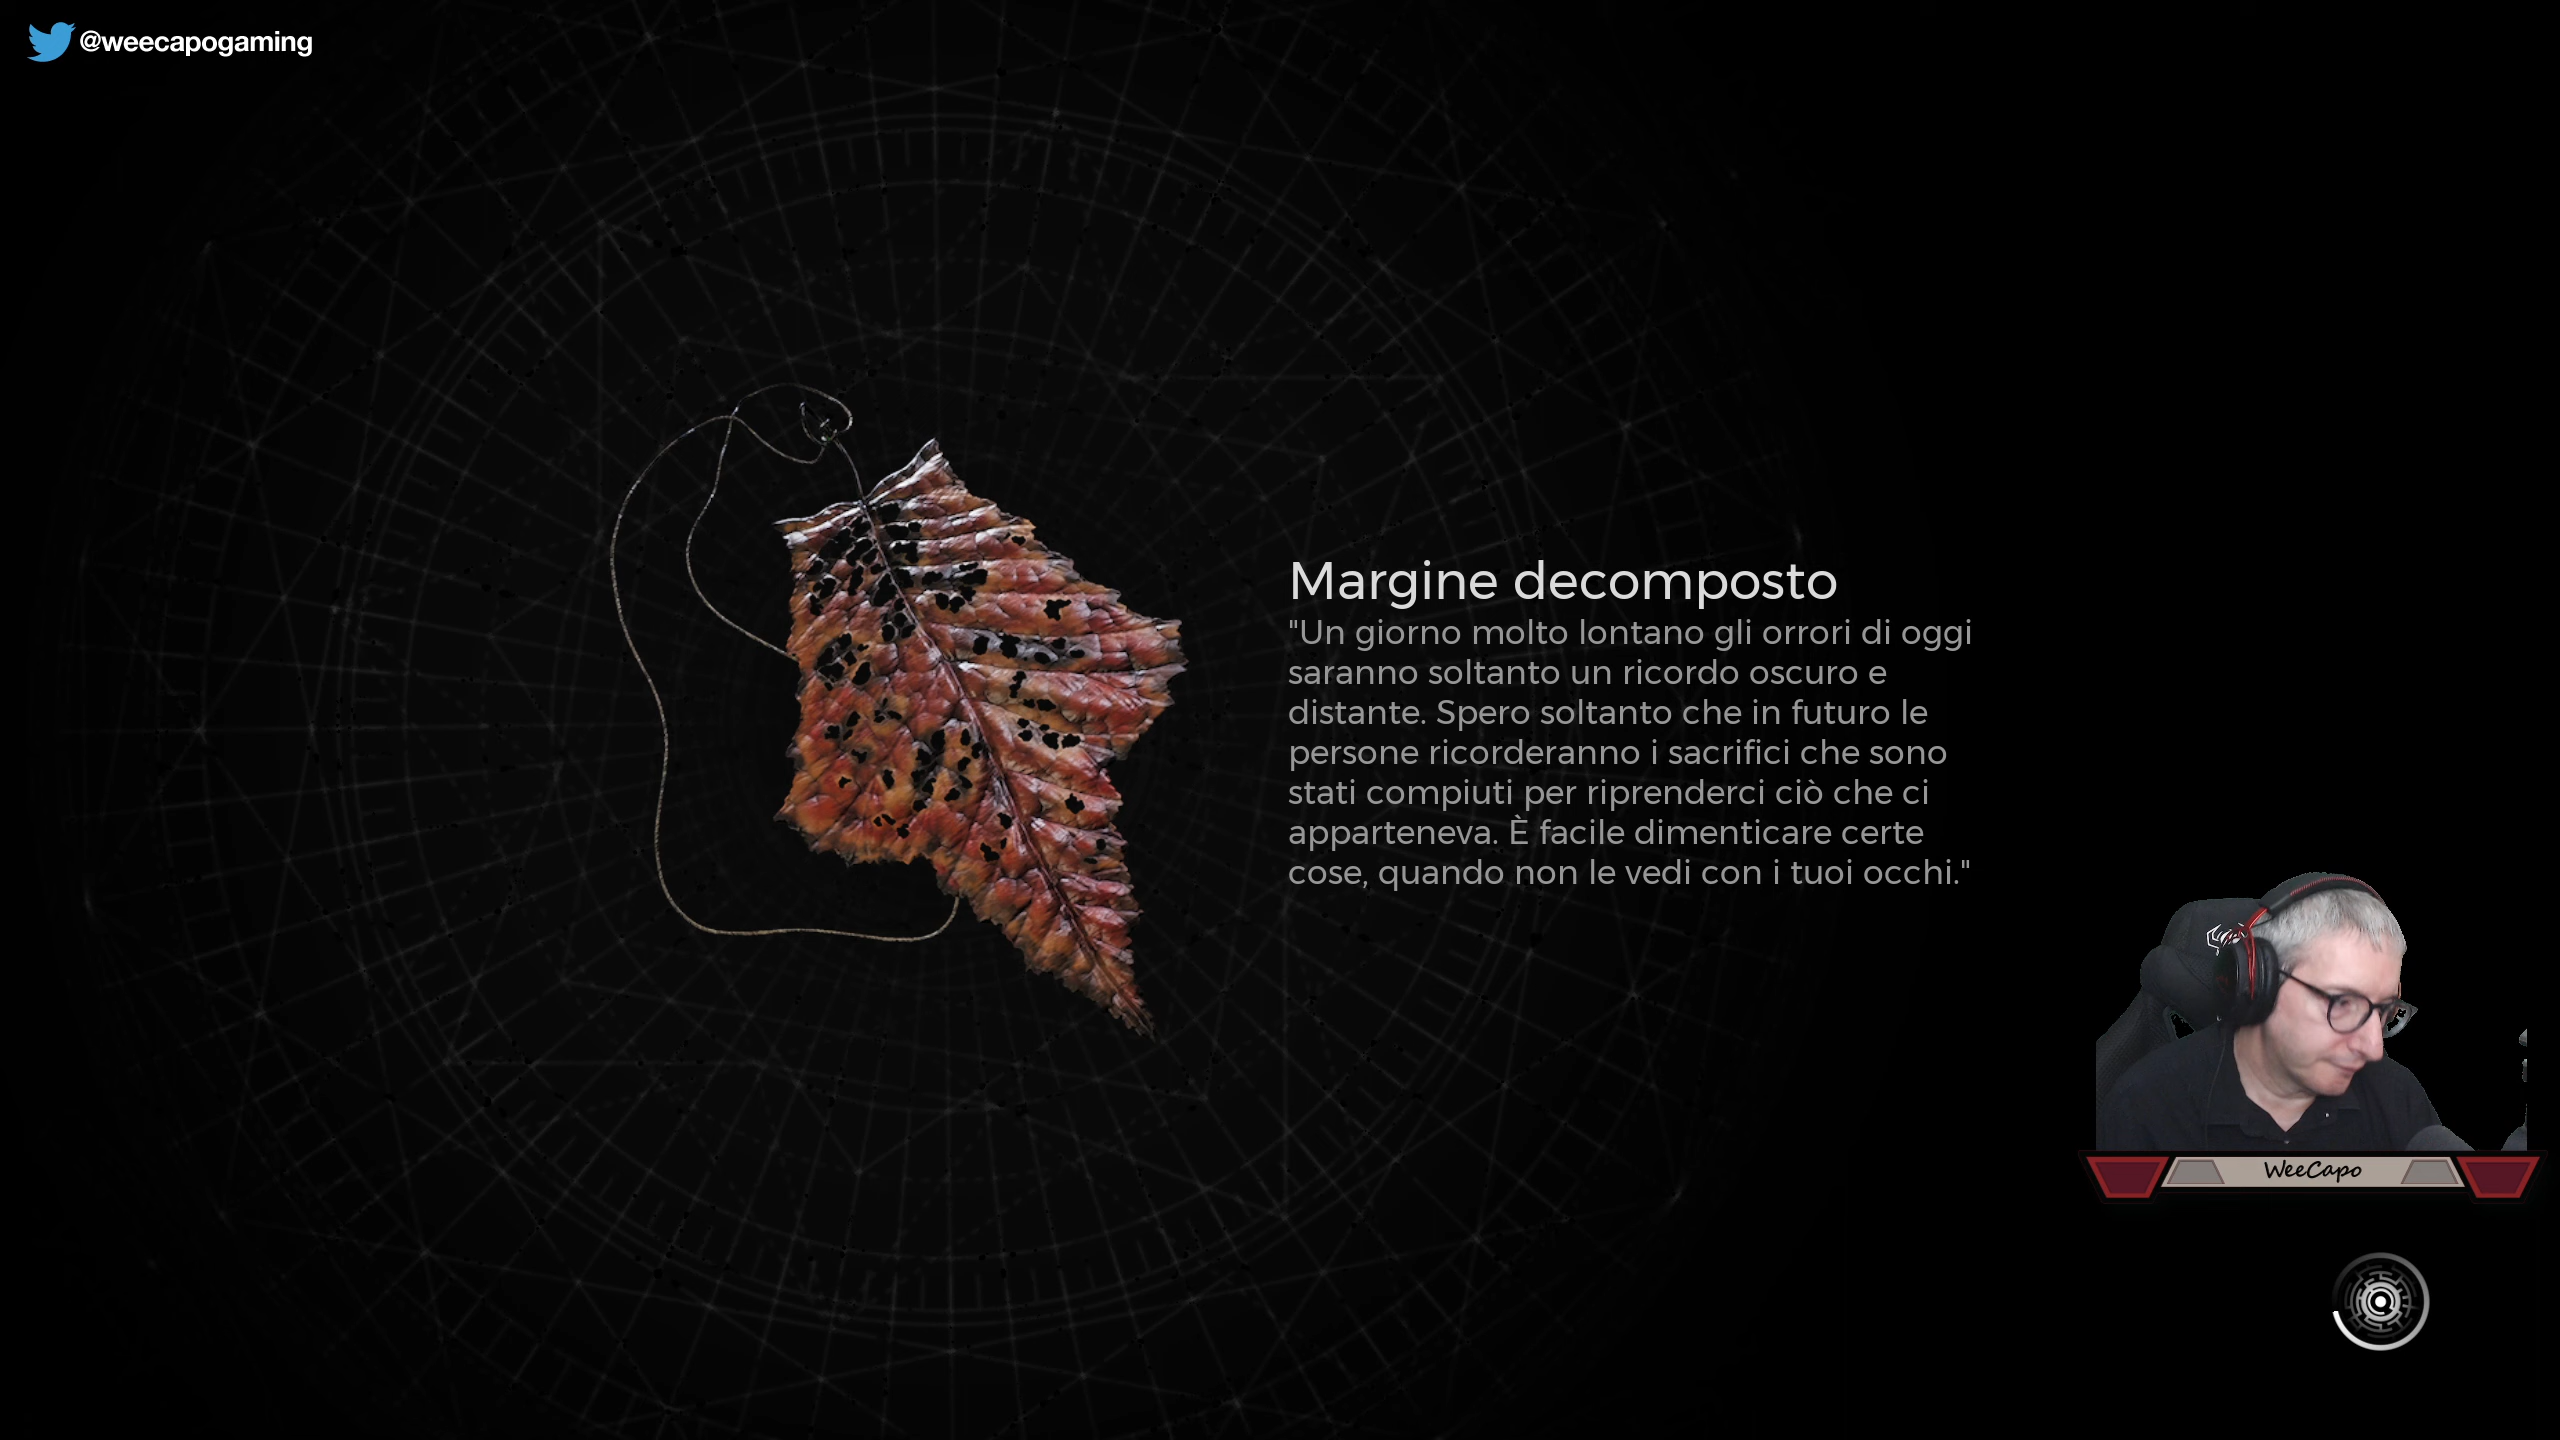 @weecapogaming
Margine decomposto
"Un giorno molto lontano gli orrori di oggi
saranno soltanto un ricordo oscuro e
distante. Spero soltanto che in futuro le
persone ricorderanno i sacrifici che sono
stati compiuti per riprenderci ciò che ci
apparteneva. È facile dimenticare certe
cose, quando non le vedi con i tuoi occhi."
WeeCapo